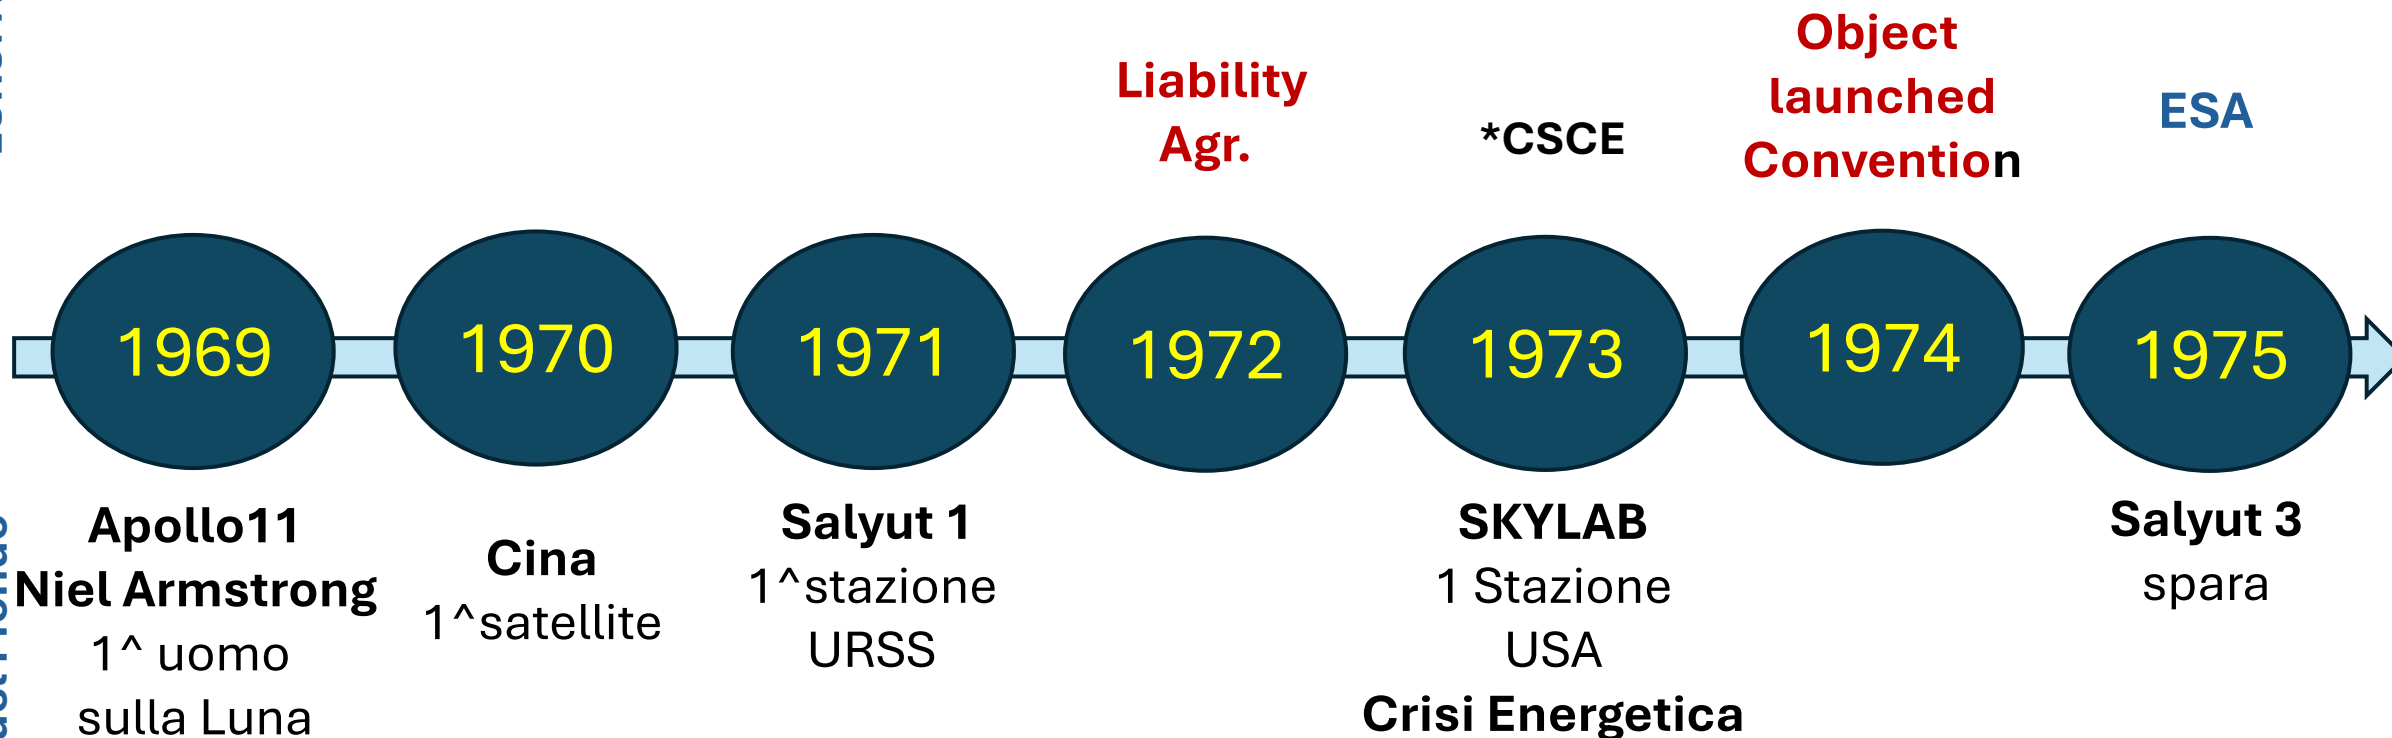 Liability
Agr.
*CSCE
Object
launched
Convention
ESA
1969
1970
1971
1972
1973
1974
1975
Apollo11
Niel Armstrong
1^ uomo
sulla Luna
Cina
1^satellite
Salyut 1
1^stazione
URSS
SKYLAB
1 Stazione
USA
Crisi Energetica
Salyut 3
spara